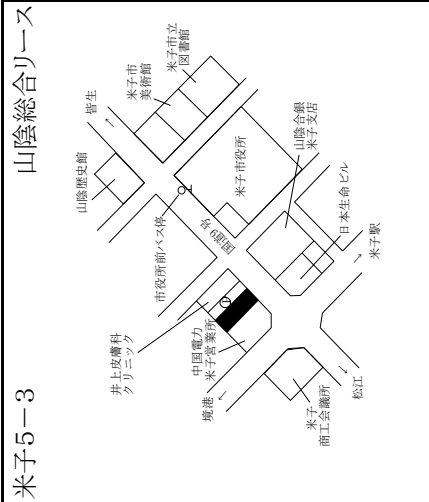 米子5－3
山陰総合リース
井上皮膚科
クリニック
市役所前バス停
山陰歴史館
皆生
米子市
美術館
米子市立
図書館
中国電力
米子営業所
国道9号
米子市役所
山陰合銀
米子支店
境港
日本生命ビル
米子
商工会議所
松江
米子駅